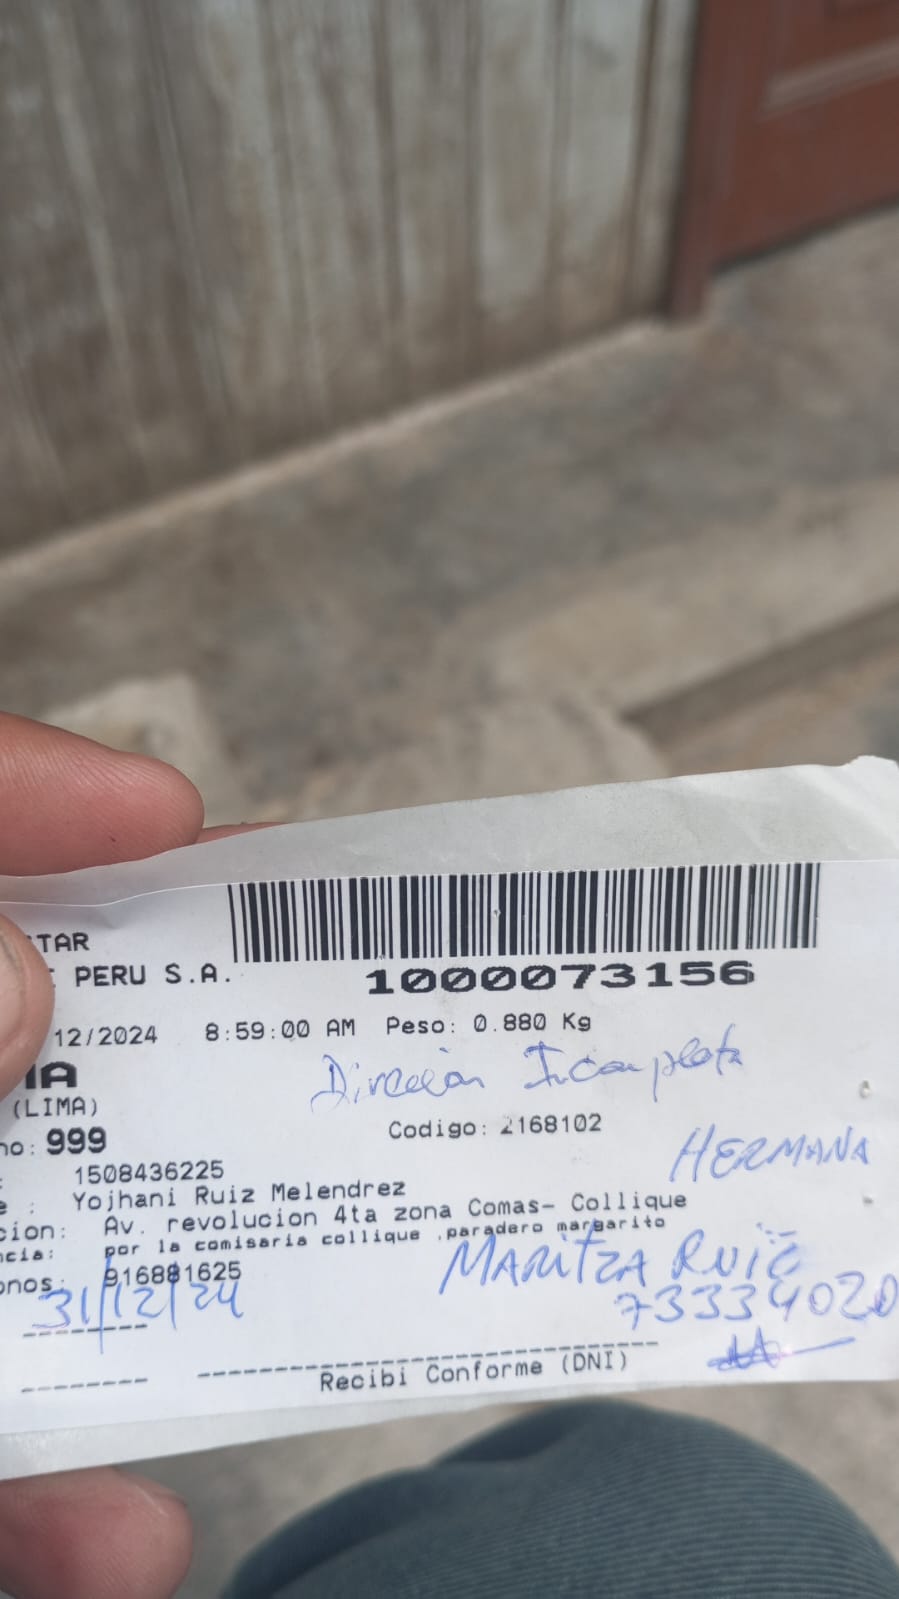 TAR
PERU S.A.
1000073156
12/2024 8:59:00 AM Peso: 0.880 Kg
Dirección Incompleta
IA
(LIMA)
Codigo: 2168102
no: 999
HERMANA
: 1508436225
e : Yojhani Ruiz Melendrez
cion: Av. revolucion 4ta zona Comas- Collique
ncia: por la comisaria collique ,paradero margarito
onos: 916881625
MARITZA RUIZ
31/12/24
73334020
Recibi Conforme (DNI)